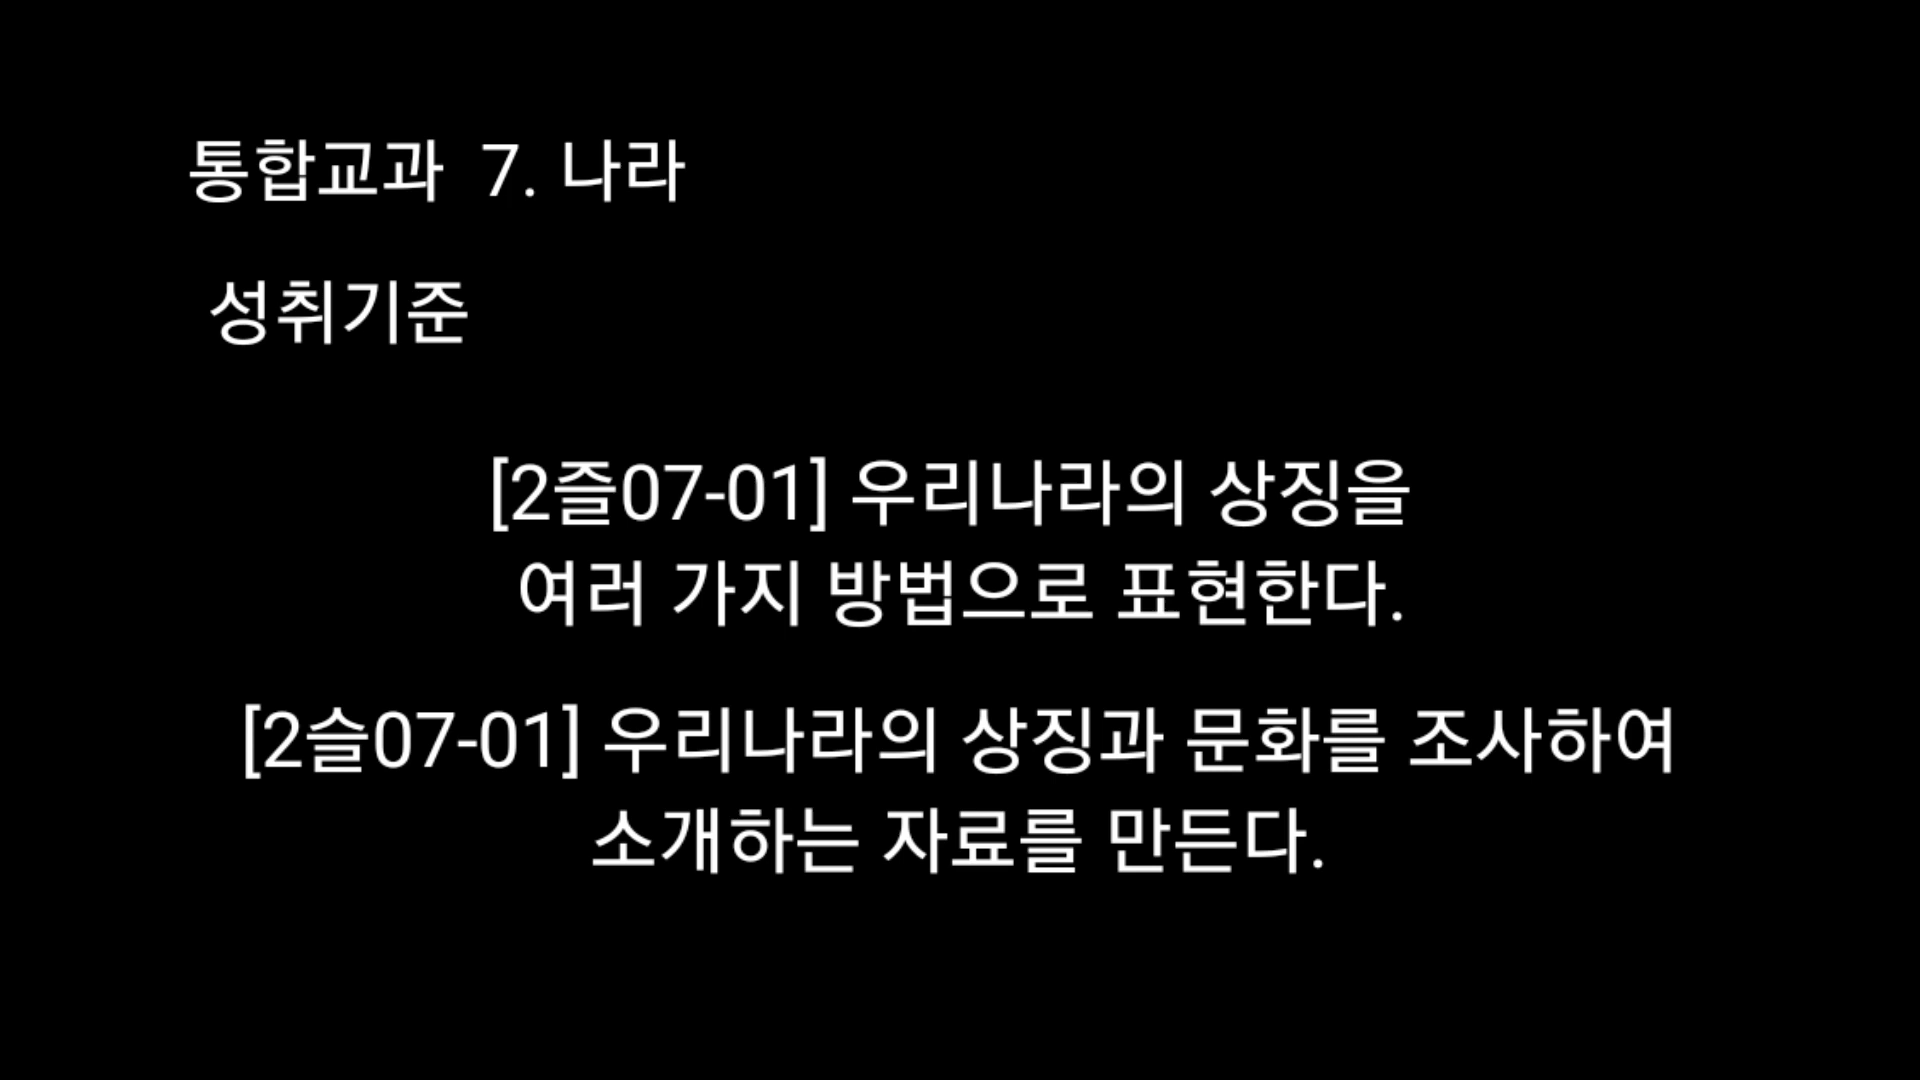 통합교과 7. 나라
성취기준
[2즐07-01] 우리나라의 상징을
여러 가지 방법으로 표현한다.
[2슬07-01] 우리나라의 상징과 문화를 조사하여
소개하는 자료를 만든다.